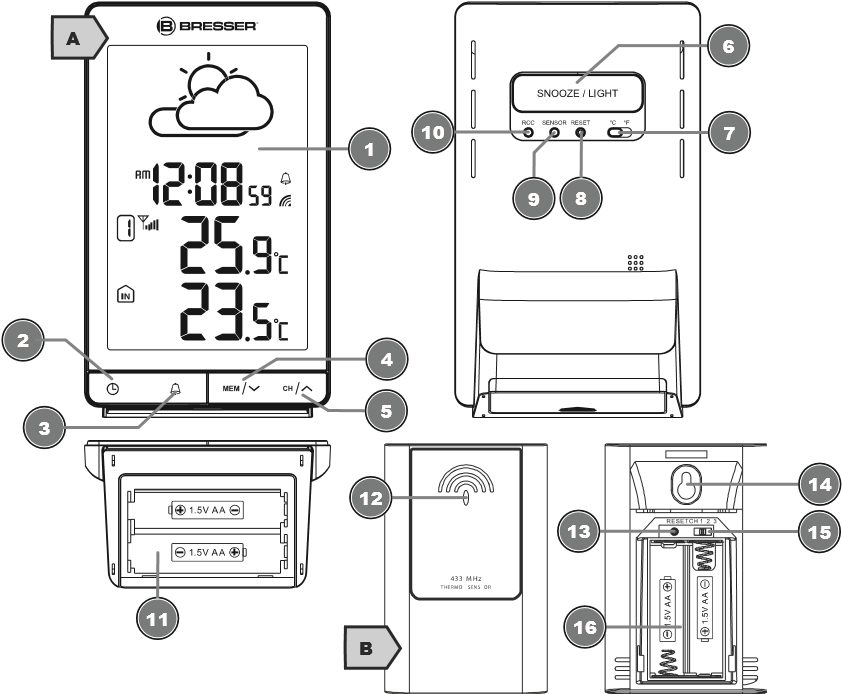 A
BRESSER
1
AM 12:08 59
1
25.9°C
IN
23.5°C
2
3
MEM /
CH /
4
5
6
SNOOZE / LIGHT
RCC SENSOR RESET °C °F
10
9
8
7
1.5V AA
1.5V AA
11
12
433 MHz
THERMO SENSOR
B
14
RESET CH 1 2 3
13
15
1.5V AA
1.5V AA
16